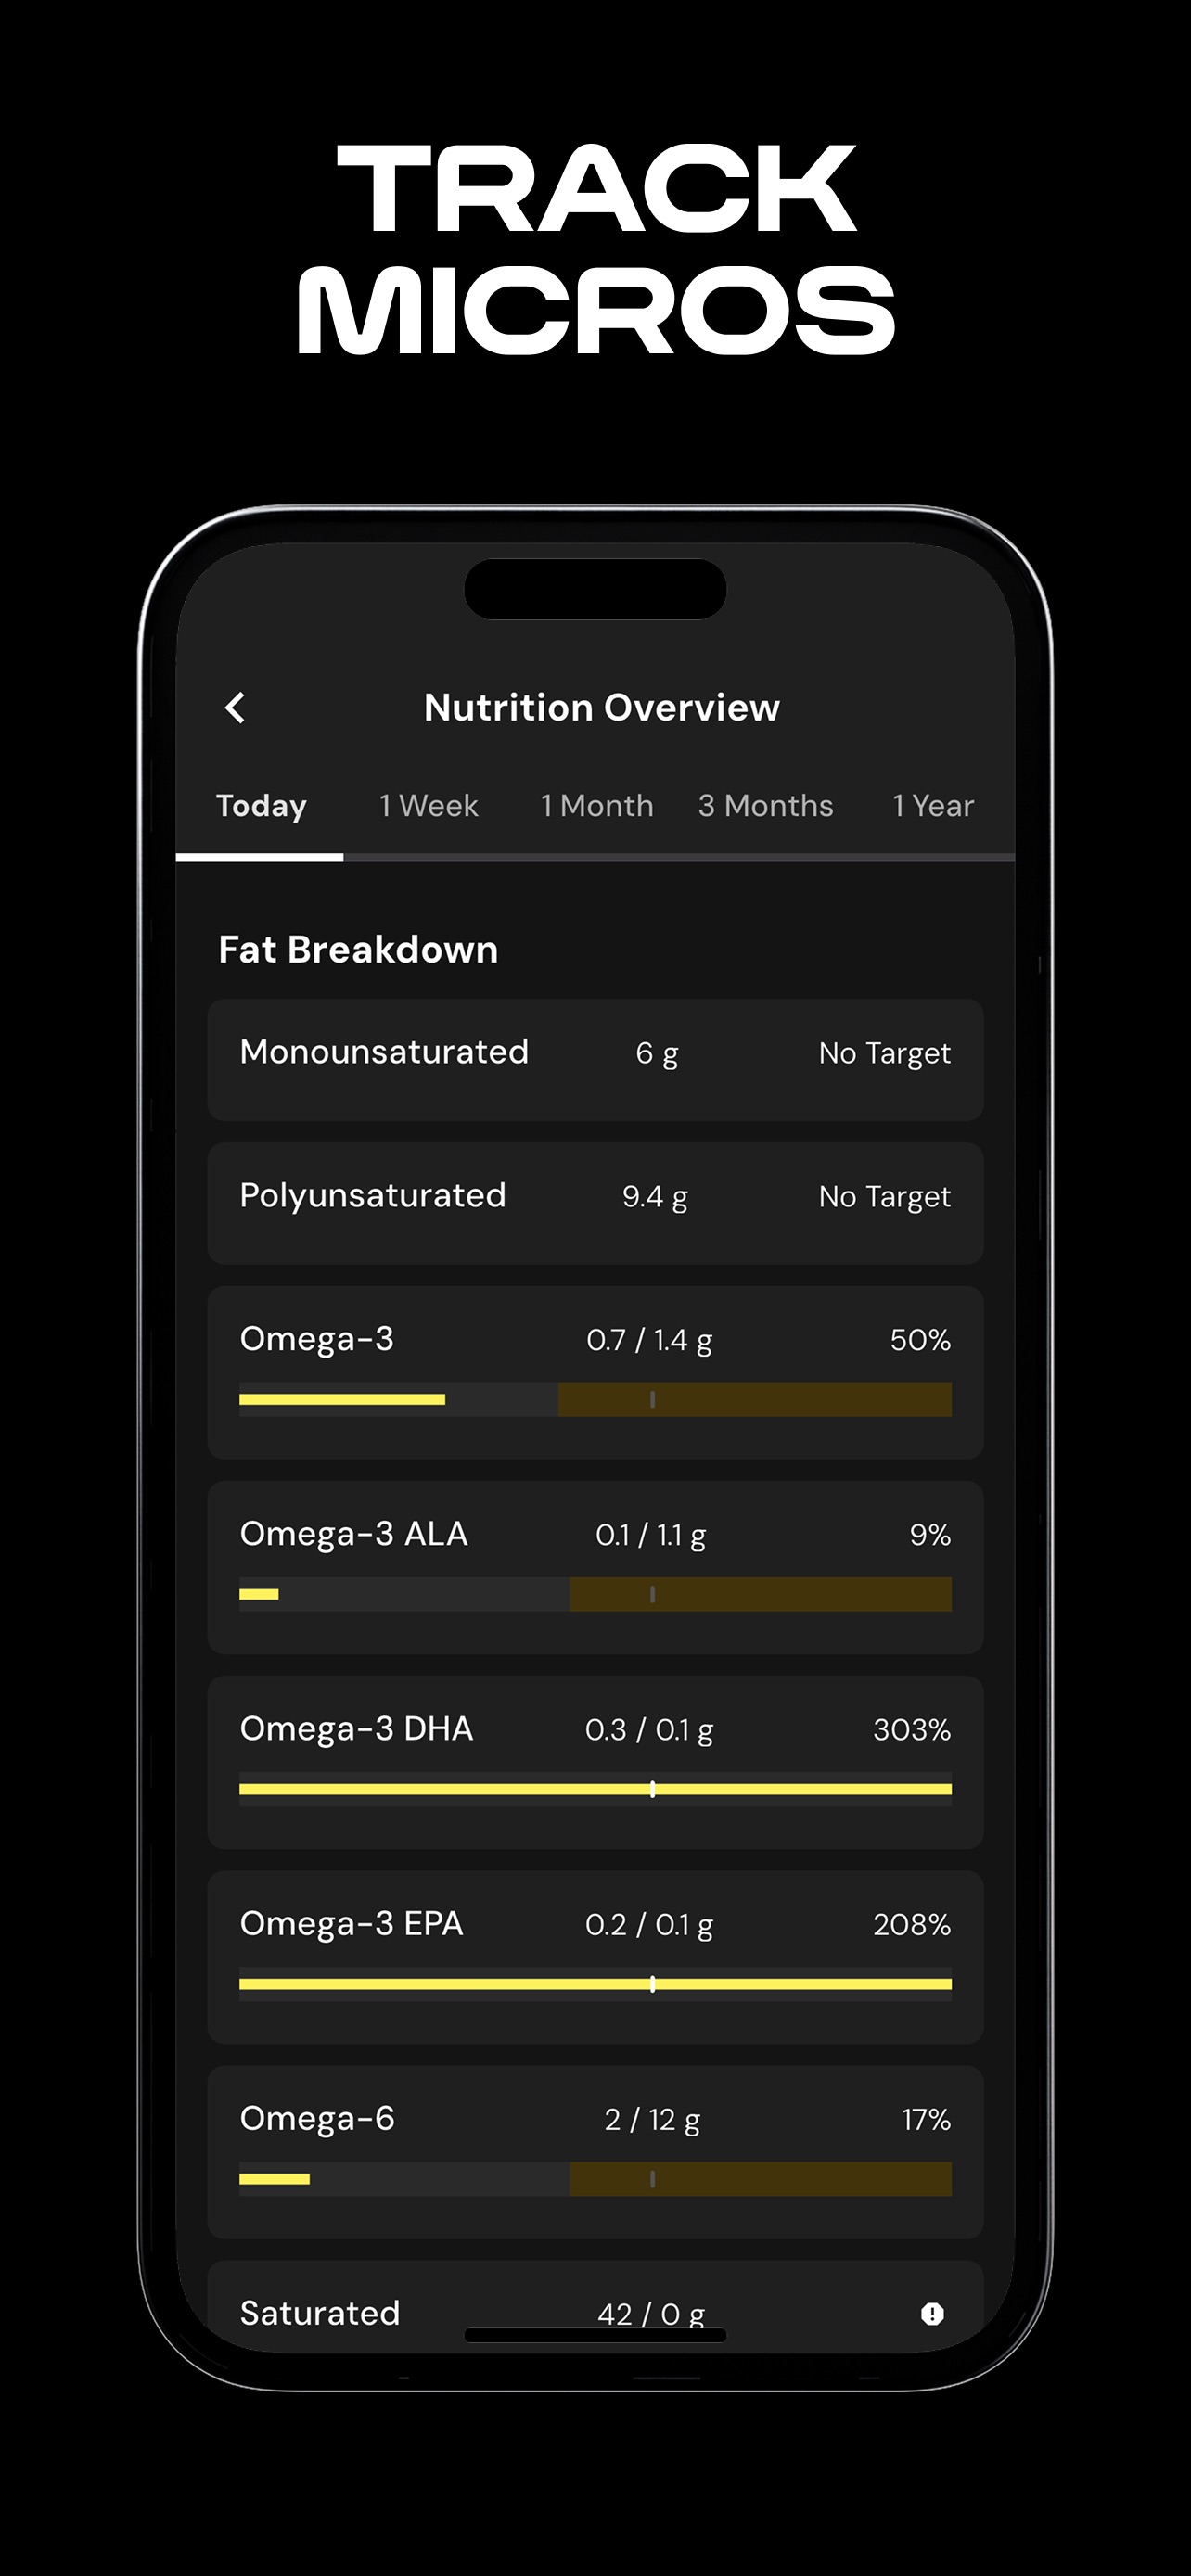 TRACK
MICROS
Nutrition Overview
Today 1 Week 1 Month 3 Months 1 Year
Fat Breakdown
Monounsaturated 6 g No Target
Polyunsaturated 9.4 g No Target
Omega-3 0.7 / 1.4 g 50%
Omega-3 ALA 0.1 / 1.1 g 9%
Omega-3 DHA 0.3 / 0.1 g 303%
Omega-3 EPA 0.2 / 0.1 g 208%
Omega-6 2 / 12 g 17%
Saturated 42 / 0 g